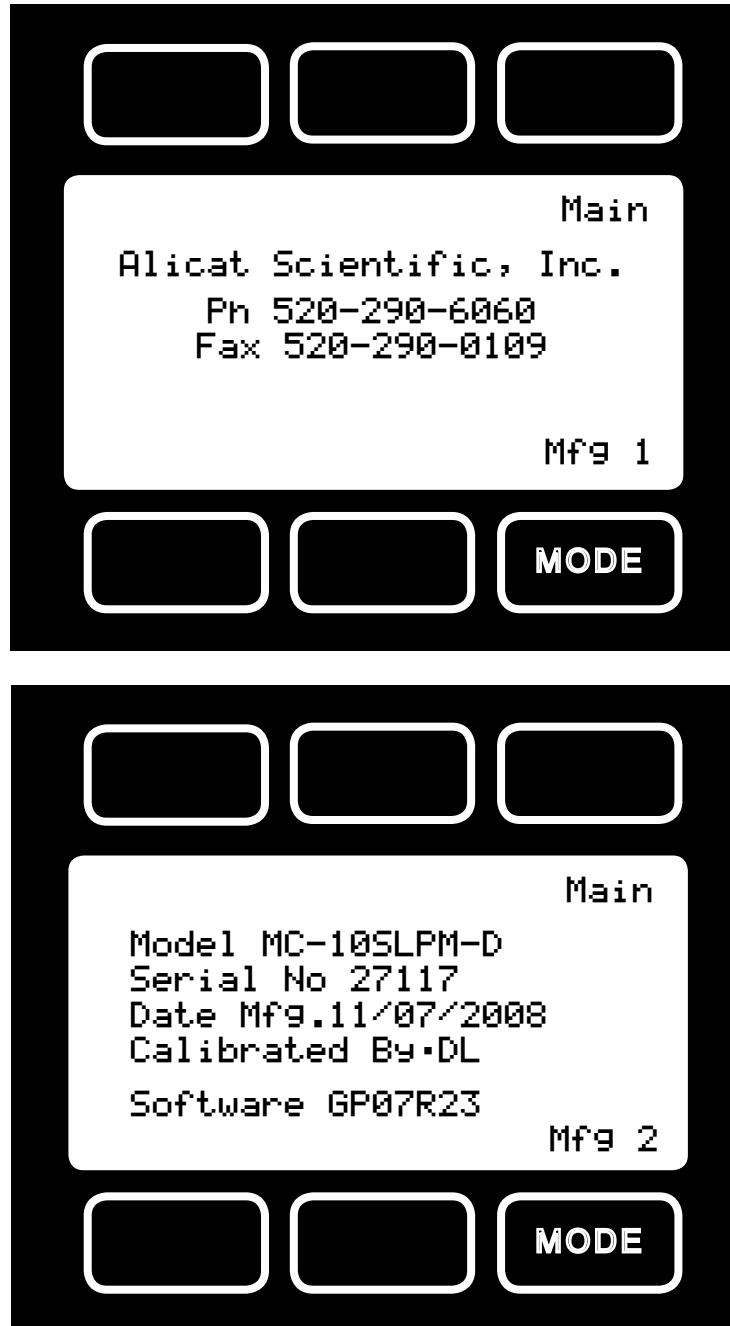 Main
Alicat Scientific, Inc.
Ph 520-290-6060
Fax 520-290-0109
Mfg 1
MODE
Main
Model MC-10SLPM-D
Serial No 27117
Date Mfg.11/07/2008
Calibrated By·DL
Software GP07R23
Mfg 2
MODE